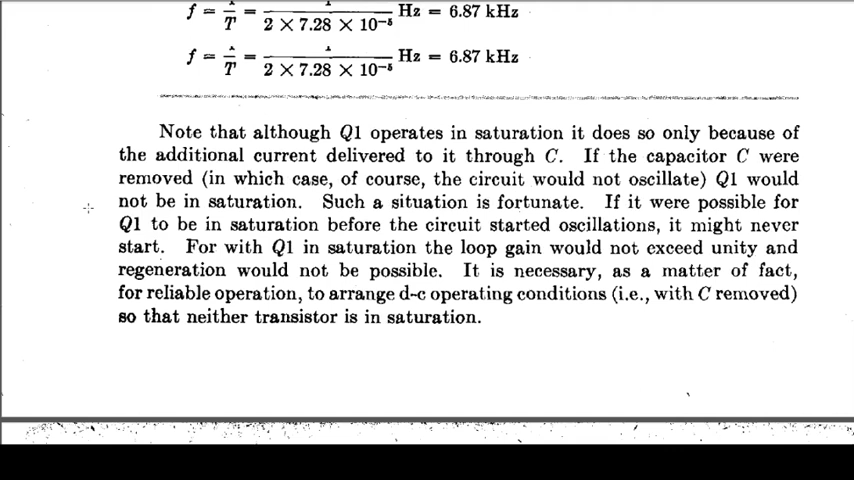 f = 1/T = 1/(2 × 7.28 × 10⁻⁵) Hz = 6.87 kHz
f = 1/T = 1/(2 × 7.28 × 10⁻⁵) Hz = 6.87 kHz
Note that although Q1 operates in saturation it does so only because of
the additional current delivered to it through C. If the capacitor C were
removed (in which case, of course, the circuit would not oscillate) Q1 would
not be in saturation. Such a situation is fortunate. If it were possible for
Q1 to be in saturation before the circuit started oscillations, it might never
start. For with Q1 in saturation the loop gain would not exceed unity and
regeneration would not be possible. It is necessary, as a matter of fact,
for reliable operation, to arrange d-c operating conditions (i.e., with C removed)
so that neither transistor is in saturation.